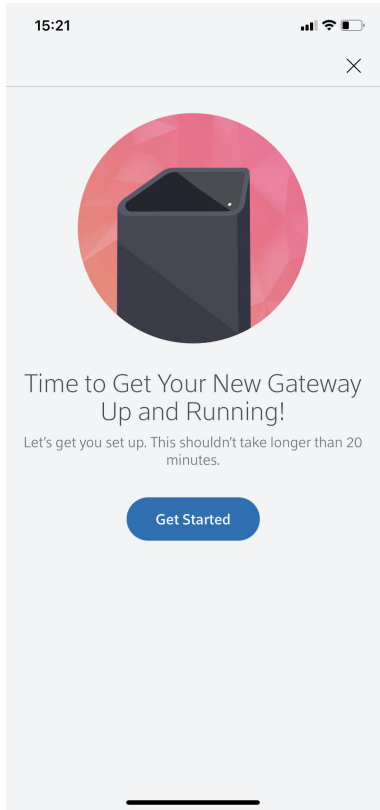 15:21
Time to Get Your New Gateway
Up and Running!
Let's get you set up. This shouldn't take longer than 20
minutes.
Get Started